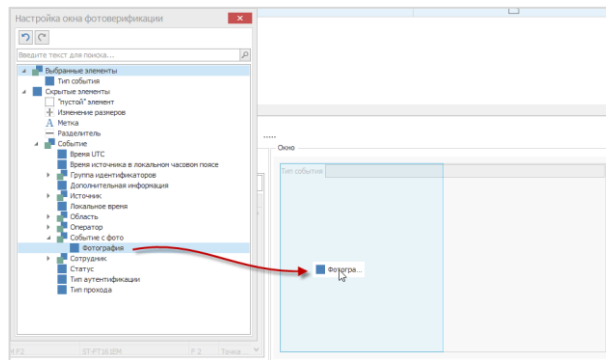 Настройка окна фотоверификации
Введите текст для поиска...
Выбранные элементы
Тип события
Скрытые элементы
"пустой" элемент
Изменение размеров
A Метка
Разделитель
Событие
Время UTC
Время источника в локальном часовом поясе
Группа идентификаторов
Дополнительная информация
Источник
Локальное время
Область
Оператор
Событие с фото
Фотография
Сотрудник
Статус
Тип аутентификации
Тип прохода
Окно
Тип события
Фотогра...